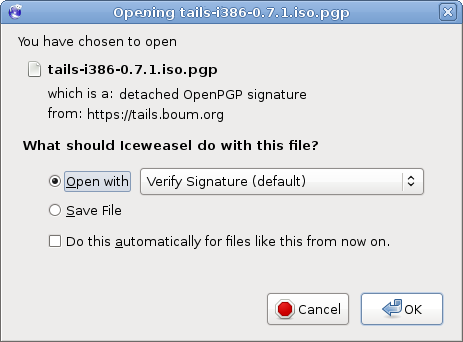 Opening tails-i386-0.7.1.iso.pgp
You have chosen to open
tails-i386-0.7.1.iso.pgp
which is a: detached OpenPGP signature
from: https://tails.boum.org
What should Iceweasel do with this file?
Open with Verify Signature (default)
Save File
Do this automatically for files like this from now on.
Cancel OK